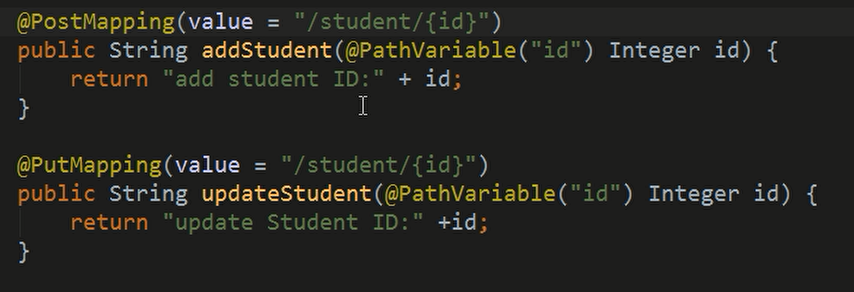 @PostMapping(value = "/student/{id}")
public String addStudent(@PathVariable("id") Integer id) {
    return "add student ID:" + id;
}
@PutMapping(value = "/student/{id}")
public String updateStudent(@PathVariable("id") Integer id) {
    return "update Student ID:" +id;
}